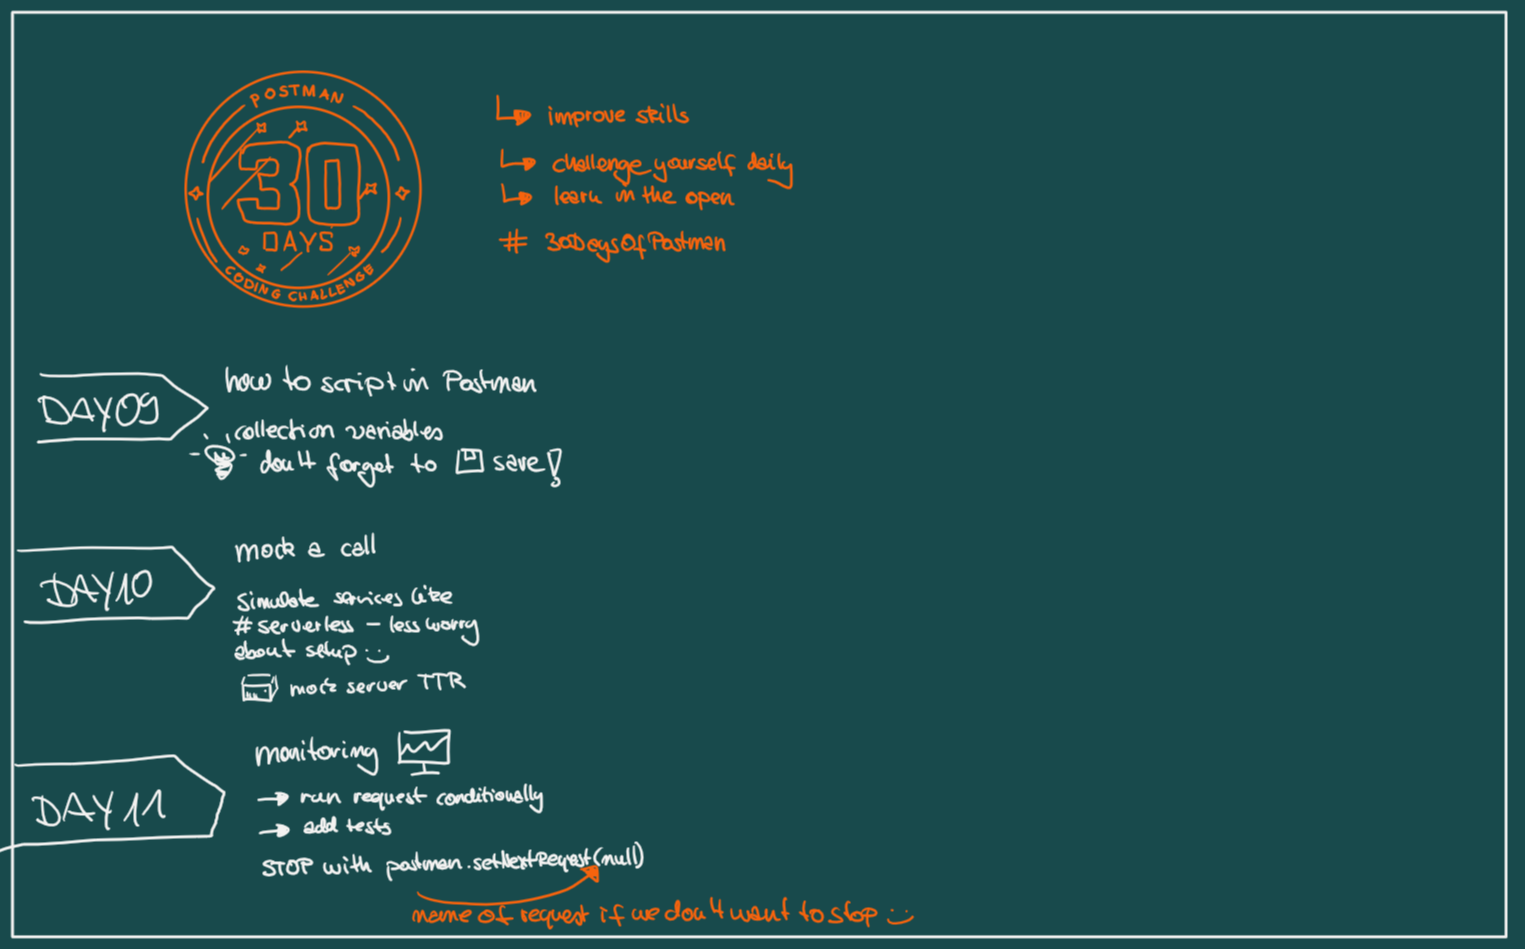 POSTMAN
30
DAYS
CODING CHALLENGE
improve skills
challenge yourself daily
learn in the open
# 30DaysOfPostman
DAY09
how to script in Postman
collection variables
don't forget to save!
DAY10
mock a call
simulate services like
#serverless – less worry
about setup :)
mock server TTR
DAY11
monitoring
→ run request conditionally
→ add tests
STOP with postman.setNextRequest(null)
name of request if we don't want to stop :)